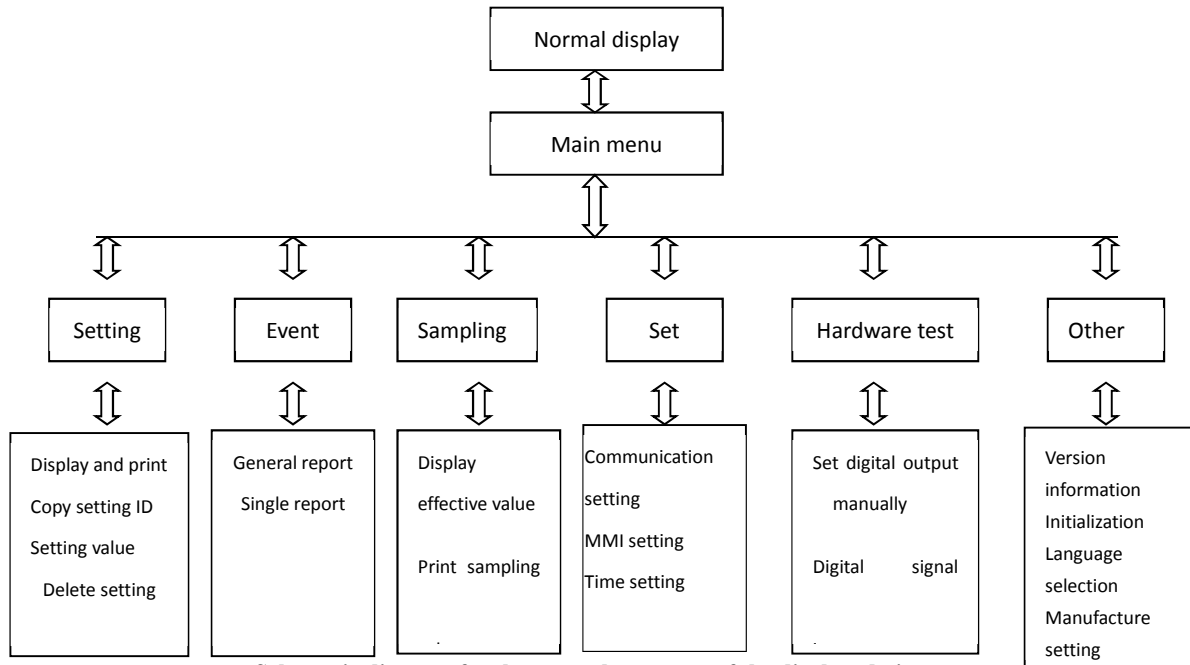 Normal display
Main menu
Setting
Event
Sampling
Set
Hardware test
Other
Display and print
Copy setting ID
Setting value
Delete setting
General report
Single report
Display
effective value
Print sampling
Communication
setting
MMI setting
Time setting
Set digital output
manually
Digital signal
Version
information
Initialization
Language
selection
Manufacture
setting